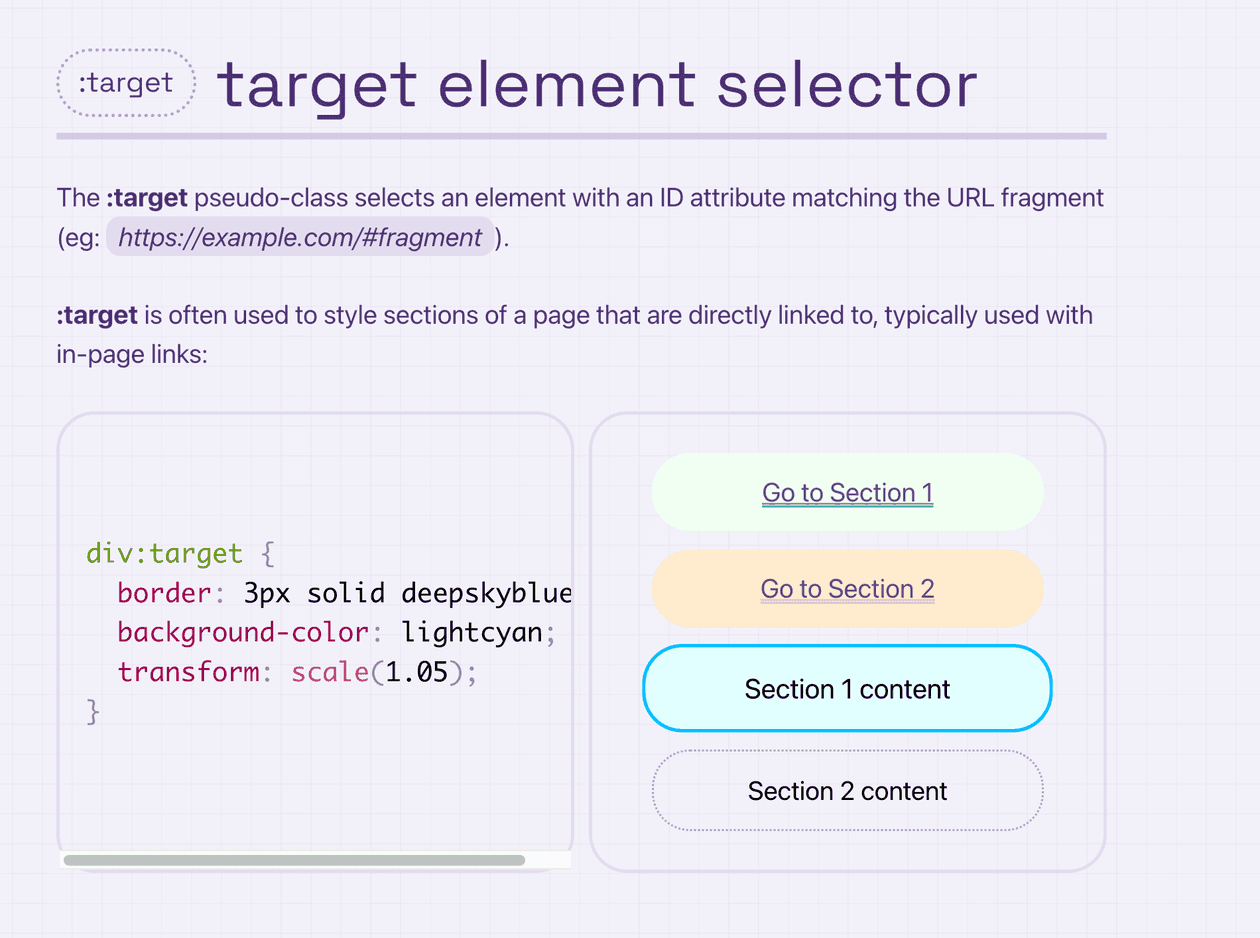 :target target element selector
The :target pseudo-class selects an element with an ID attribute matching the URL fragment
(eg: https://example.com/#fragment ).
:target is often used to style sections of a page that are directly linked to, typically used with
in-page links:
div:target {
  border: 3px solid deepskyblue
  background-color: lightcyan;
  transform: scale(1.05);
}
Go to Section 1
Go to Section 2
Section 1 content
Section 2 content